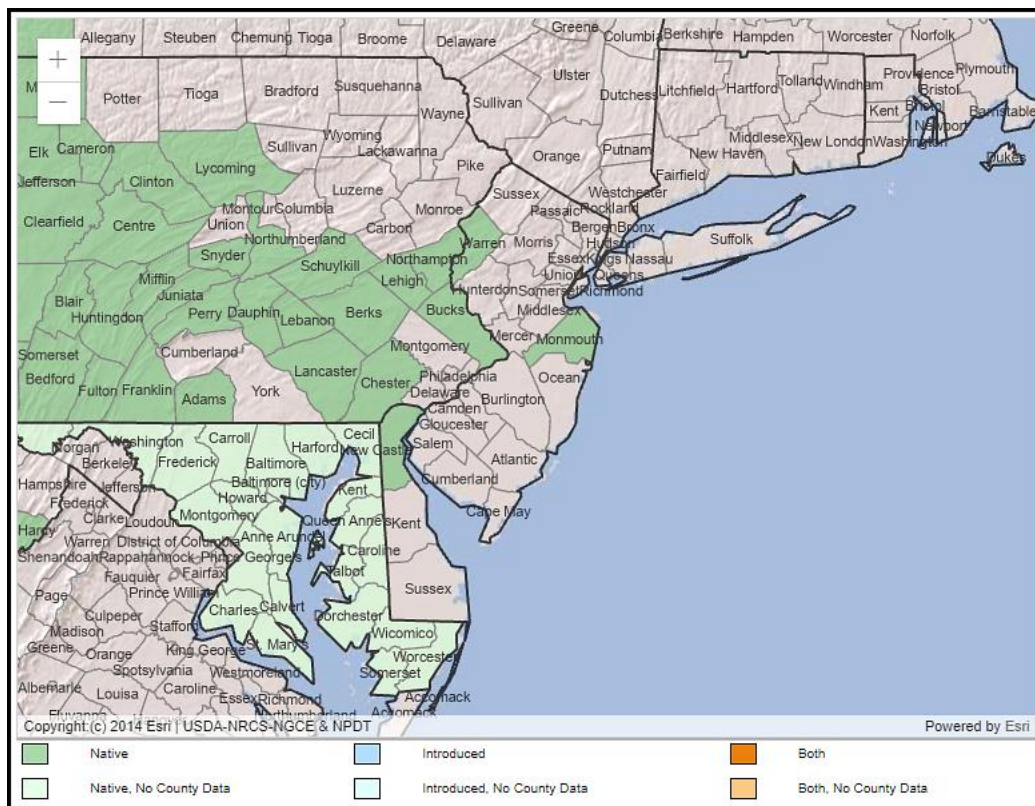 +
−
Allegany Steuben Chemung Tioga Broome Delaware Greene Columbia Berkshire Hampden Worcester Norfolk
Potter Tioga Bradford Susquehanna Wayne Sullivan Ulster Dutchess Litchfield Hartford Tolland Windham Providence Plymouth
Kent Bristol Bristol Barnstable
Elk Cameron Sullivan Wyoming Lackawanna Pike Orange Putnam New Haven Middlesex New London Washington Newport
Jefferson Clinton Lycoming Luzerne Sussex Westchester Fairfield Dukes
Clearfield Centre Union Montour Columbia Carbon Monroe Passaic Rockland
Northumberland Warren Morris Bergen Bronx
Snyder Schuylkill Northampton Essex Hudson Kings Nassau Suffolk
Mifflin Lehigh Hunterdon Union Queens
Blair Juniata Somerset Richmond
Huntingdon Perry Dauphin Lebanon Berks Bucks Middlesex
Somerset Cumberland Montgomery Mercer Monmouth
Bedford Fulton Franklin Adams York Lancaster Chester Philadelphia Ocean
Delaware Burlington
Camden
Morgan Washington Carroll Harford Cecil New Castle Gloucester
Berkeley Frederick Baltimore Salem
Hampshire Jefferson Baltimore (city) Kent Cumberland Atlantic
Frederick Howard
Clarke Loudoun Montgomery Queen Anne's Kent Cape May
Hardy Warren District of Columbia Anne Arundel
Shenandoah Rappahannock Prince George's Caroline
Fauquier Fairfax Talbot
Page Prince William Sussex
Culpeper Charles Calvert Dorchester
Madison Stafford
Greene Orange King George St. Mary's Wicomico
Spotsylvania Westmoreland Somerset Worcester
Albemarle Louisa Caroline Essex Richmond Accomack
Fluvanna Hanover Northumberland Accomack
Copyright:(c) 2014 Esri | USDA-NRCS-NGCE & NPDT Powered by Esri
Native Introduced Both
Native, No County Data Introduced, No County Data Both, No County Data